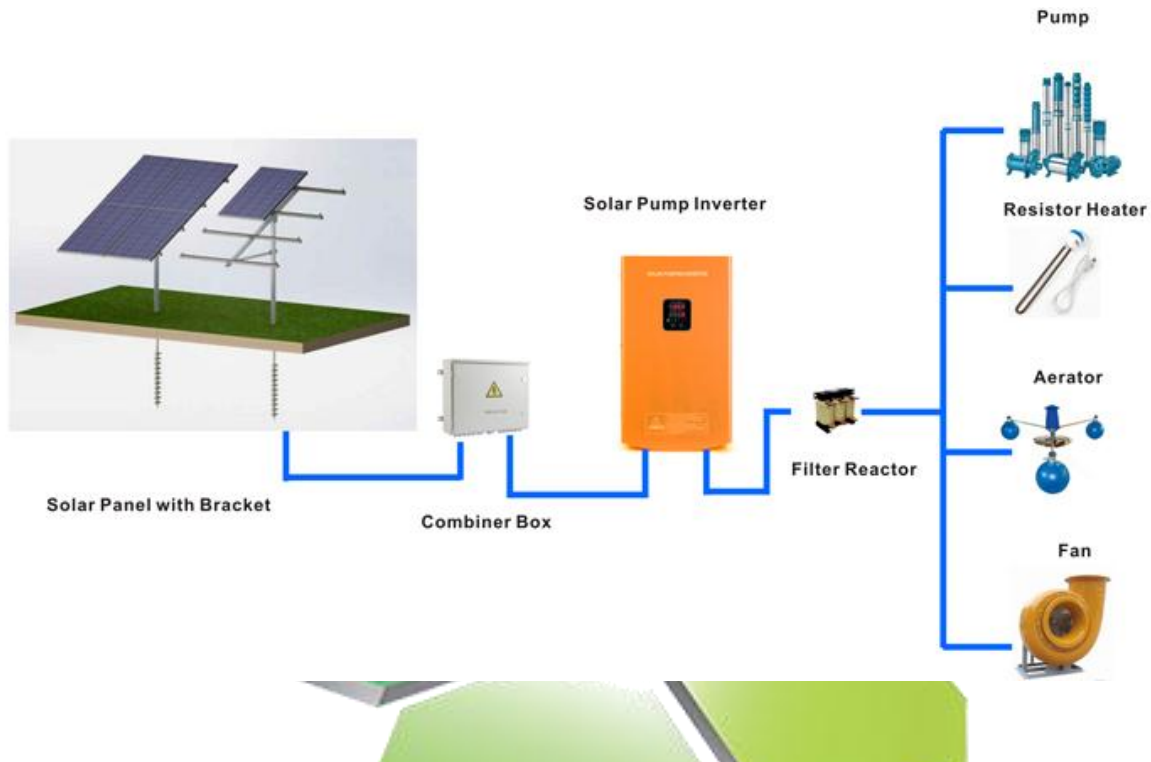 Pump
Solar Pump Inverter
Resistor Heater
Aerator
Filter Reactor
Solar Panel with Bracket
Combiner Box
Fan